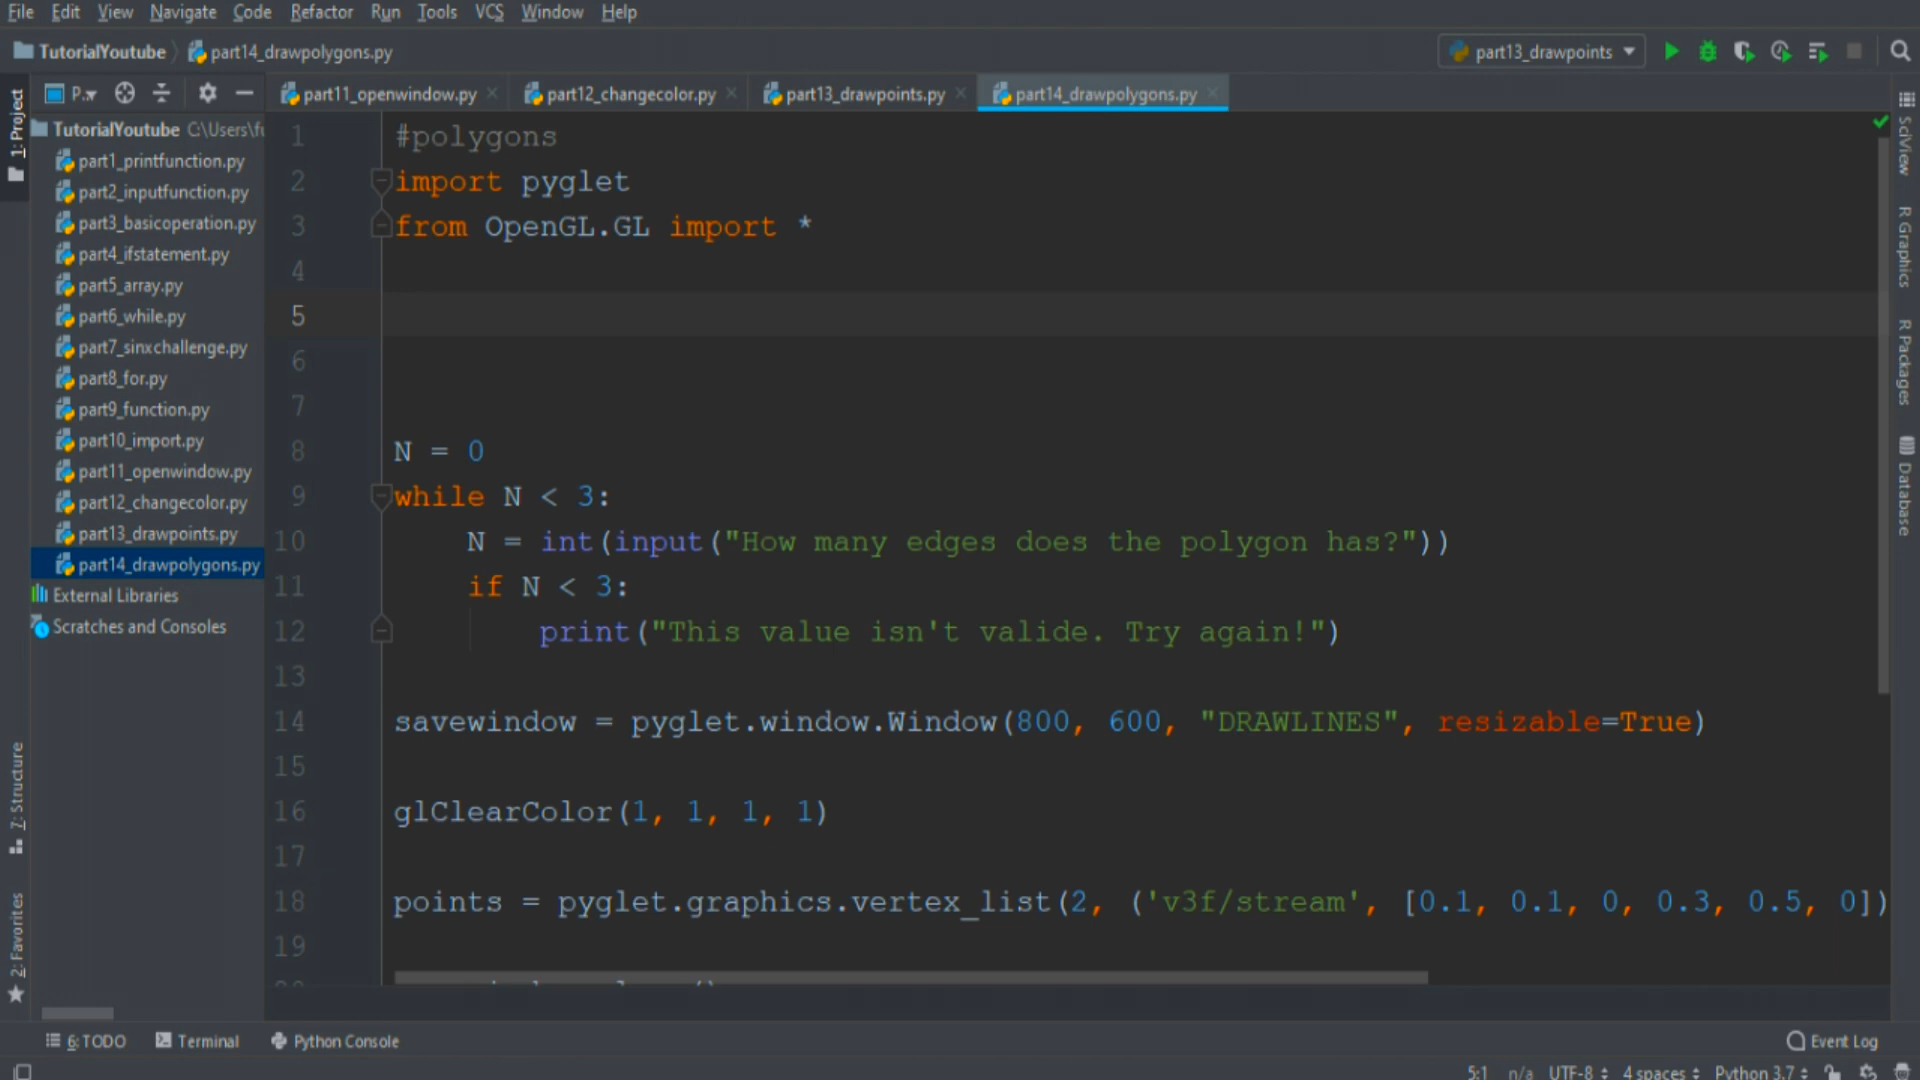 File Edit View Navigate Code Refactor Run Tools VCS Window Help
TutorialYoutube part14_drawpolygons.py part13_drawpoints
1: Project P.. part11_openwindow.py part12_changecolor.py part13_drawpoints.py part14_drawpolygons.py
TutorialYoutube C:\Users\fu
part1_printfunction.py
part2_inputfunction.py
part3_basicoperation.py
part4_ifstatement.py
part5_array.py
part6_while.py
part7_sinxchallenge.py
part8_for.py
part9_function.py
part10_import.py
part11_openwindow.py
part12_changecolor.py
part13_drawpoints.py
part14_drawpolygons.py
External Libraries
Scratches and Consoles
7: Structure
2: Favorites
1 #polygons
2 import pyglet
3 from OpenGL.GL import *
4
5
6
7
8 N = 0
9 while N < 3:
10 N = int(input("How many edges does the polygon has?"))
11 if N < 3:
12 print("This value isn't valide. Try again!")
13
14 savewindow = pyglet.window.Window(800, 600, "DRAWLINES", resizable=True)
15
16 glClearColor(1, 1, 1, 1)
17
18 points = pyglet.graphics.vertex_list(2, ('v3f/stream', [0.1, 0.1, 0, 0.3, 0.5, 0])
19
SciView
R Graphics
R Packages
Database
6: TODO Terminal Python Console Event Log
5:1 n/a UTF-8 4 spaces Python 3.7